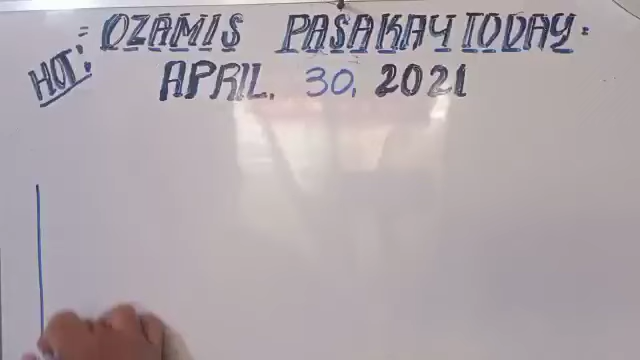 = OZAMIS PASAKAY TODAY:
HOT!
APRIL. 30, 2021